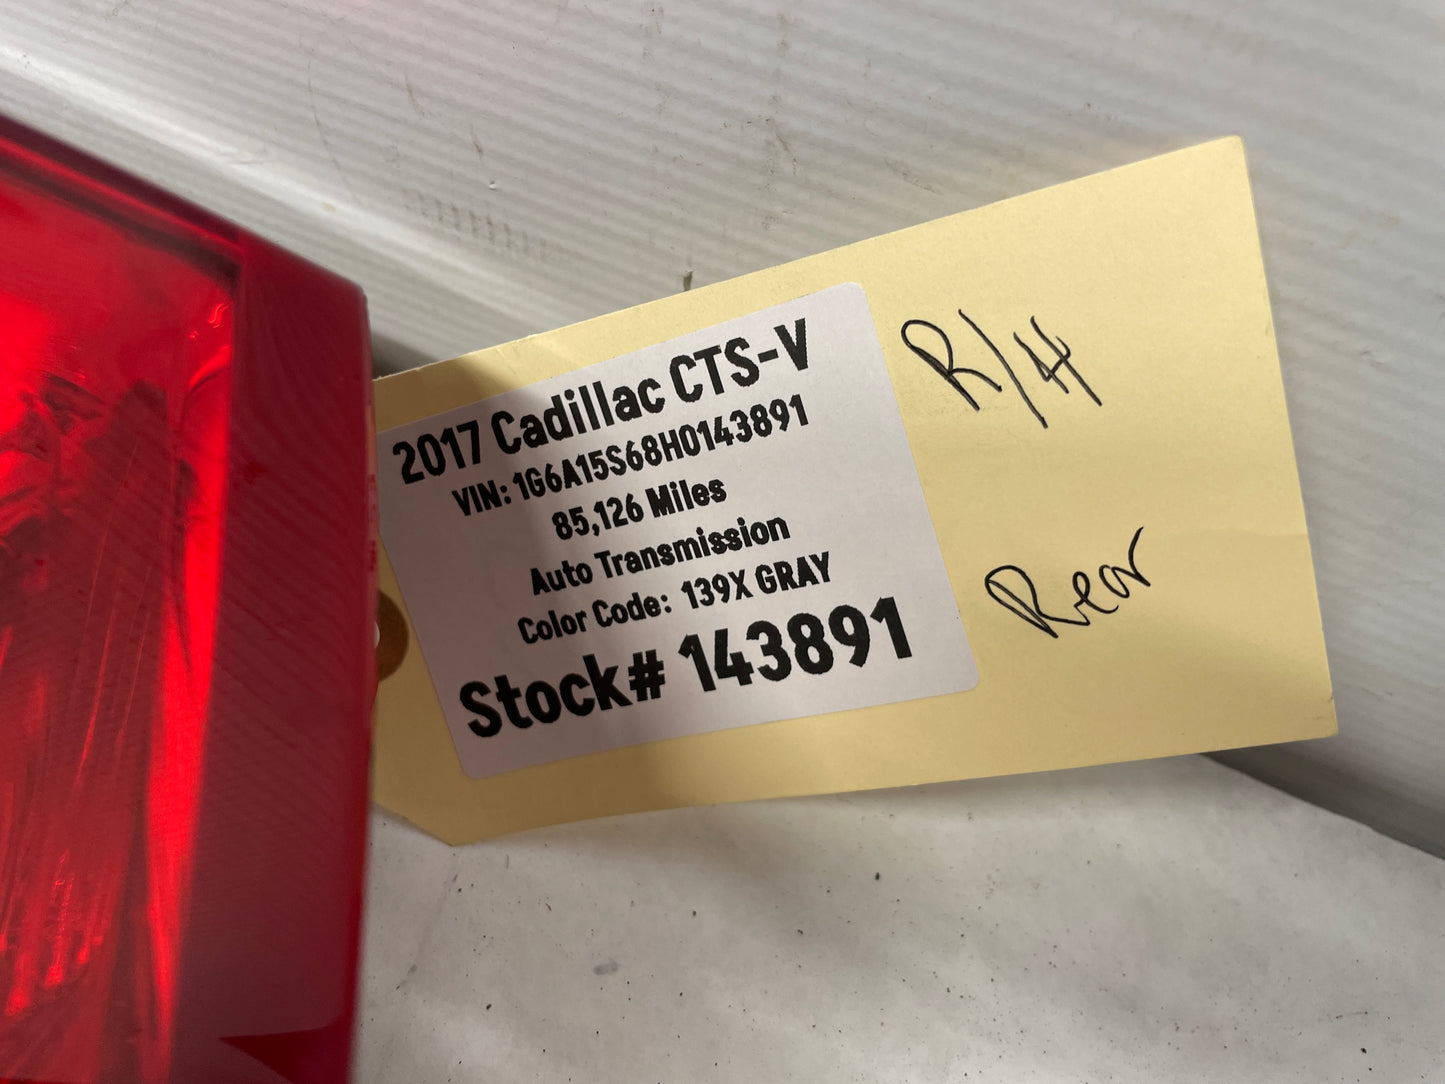 2017 Cadillac CTS-V
VIN: 1G6A15S68H0143891
85,126 Miles
Auto Transmission
Color Code: 139X GRAY
Stock# 143891
R/H
Rear